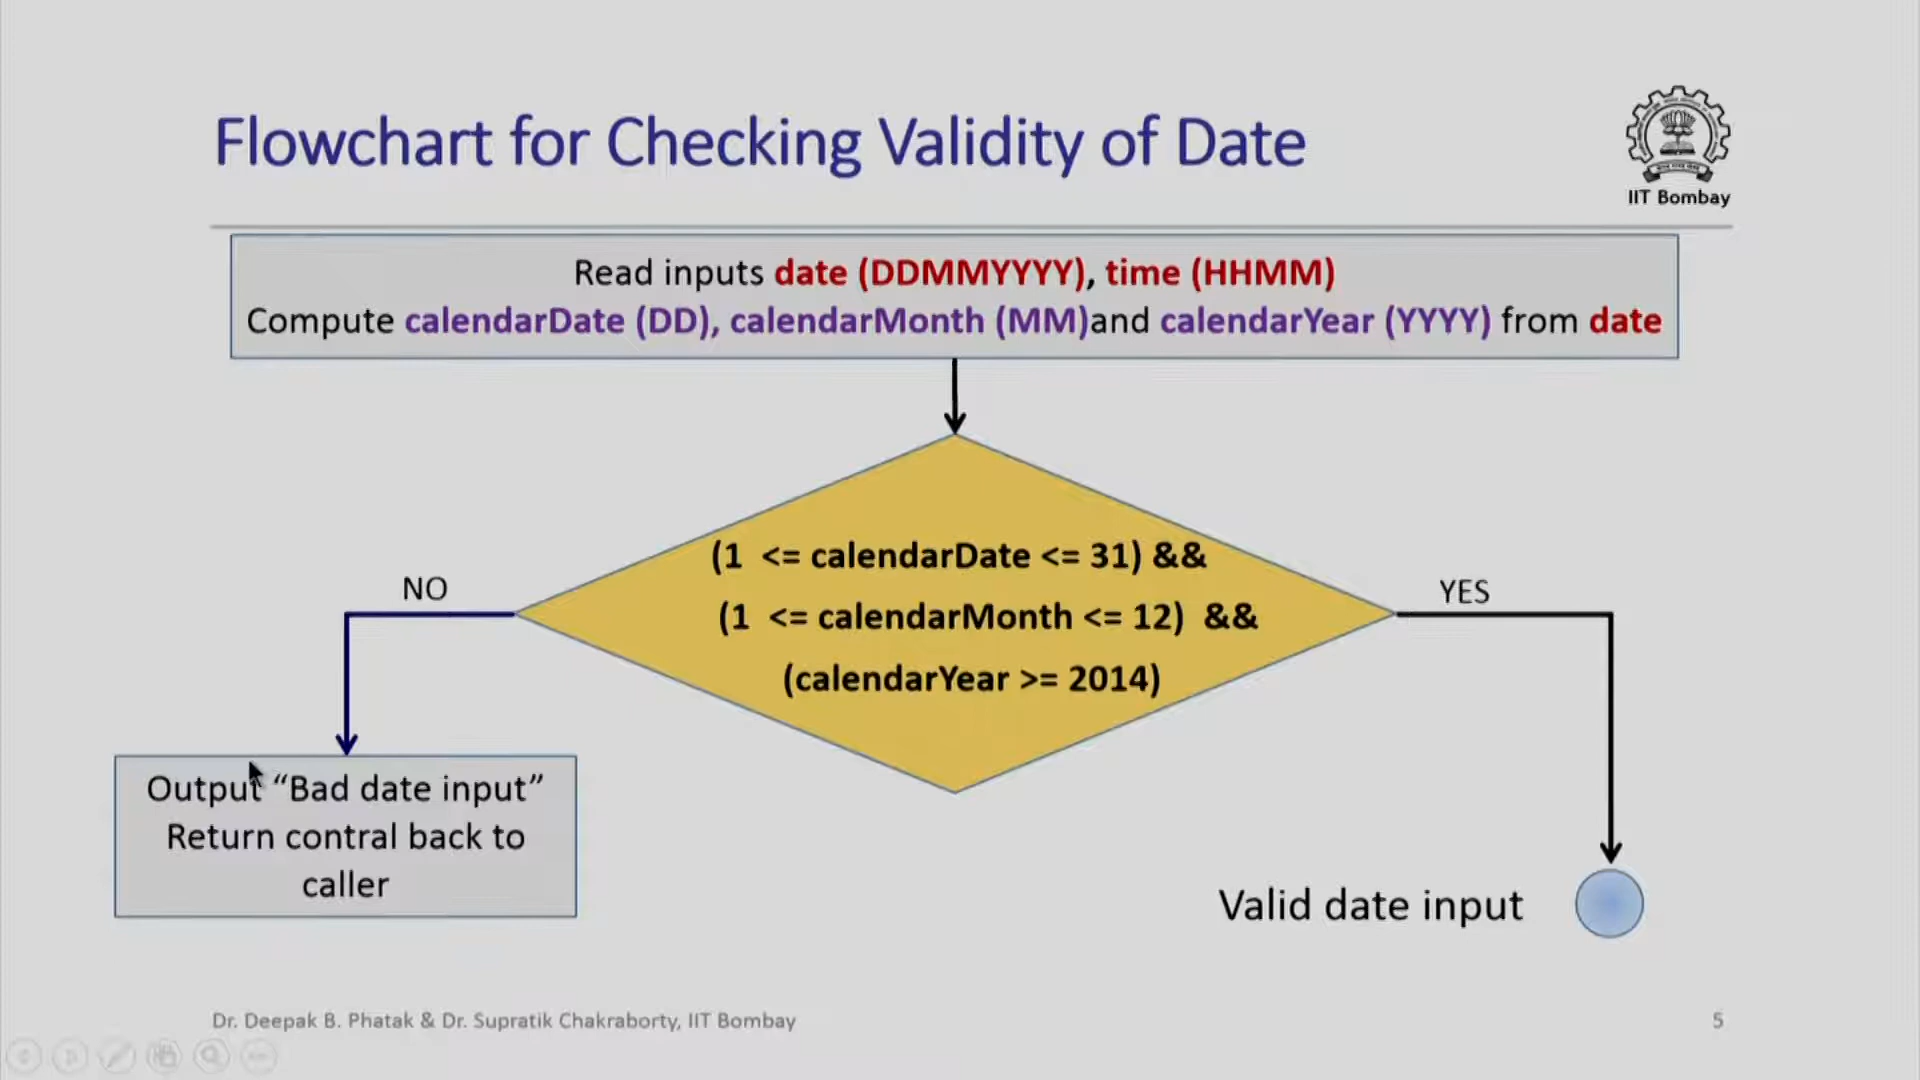 Flowchart for Checking Validity of Date
IIT Bombay
Read inputs date (DDMMYYYY), time (HHMM)
Compute calendarDate (DD), calendarMonth (MM)and calendarYear (YYYY) from date
(1 <= calendarDate <= 31) &&
(1 <= calendarMonth <= 12) &&
(calendarYear >= 2014)
NO
YES
Output “Bad date input”
Return contral back to
caller
Valid date input
Dr. Deepak B. Phatak & Dr. Supratik Chakraborty, IIT Bombay
5